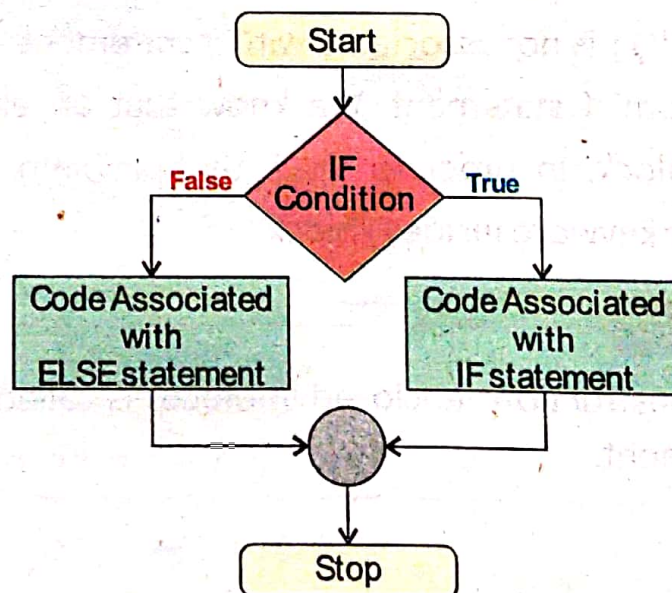 Start
IF
Condition
False
True
Code Associated
with
ELSE statement
Code Associated
with
IF statement
Stop